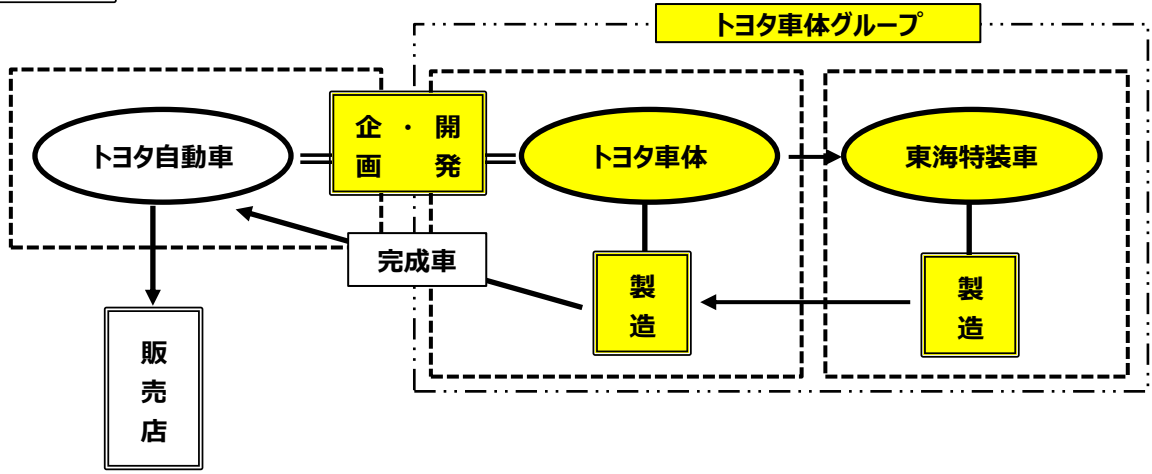 トヨタ車体グループ
トヨタ自動車
企・開
画　発
トヨタ車体
東海特装車
完成車
製
造
製
造
販
売
店